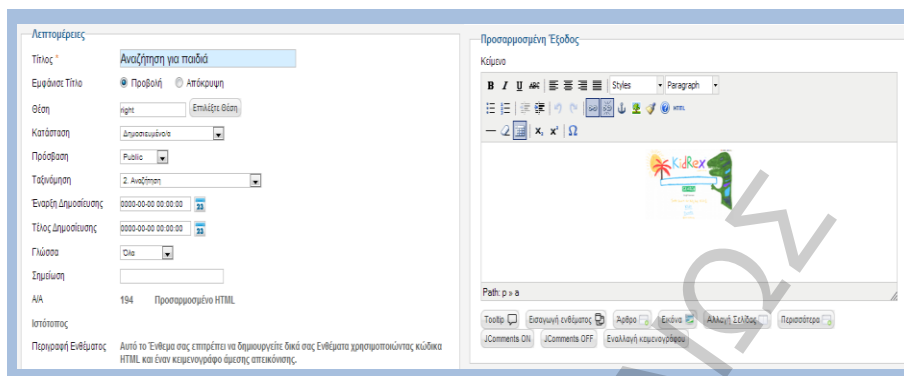 Λεπτομέρειες
Τίτλος * Αναζήτηση για παιδιά
Εμφάνισε Τίτλο Προβολή Απόκρυψη
Θέση right Επιλέξτε Θέση
Κατάσταση Δημοσιευμένο/α
Πρόσβαση Public
Ταξινόμηση 2. Αναζήτηση
Έναρξη Δημοσίευσης 0000-00-00 00:00:00
Τέλος Δημοσίευσης 0000-00-00 00:00:00
Γλώσσα Όλα
Σημείωση
Α/Α 194 Προσαρμοσμένο HTML
Ιστότοπος
Περιγραφή Ενθέματος Αυτό το Ένθεμα σας επιτρέπει να δημιουργείτε δικά σας Ενθέματα χρησιμοποιώντας κώδικα
HTML και έναν κειμενογράφο άμεσης απεικόνισης.
Προσαρμοσμένη Έξοδος
Κείμενο
B I U ABC Styles Paragraph
HTML
x, x² Ω
KidRex
Path: p » a
Tooltip Εισαγωγή ενθέματος Άρθρο Εικόνα Αλλαγή Σελίδας Περισσότερα
JComments ON JComments OFF Εναλλαγή κειμενογράφου
ΩΣ